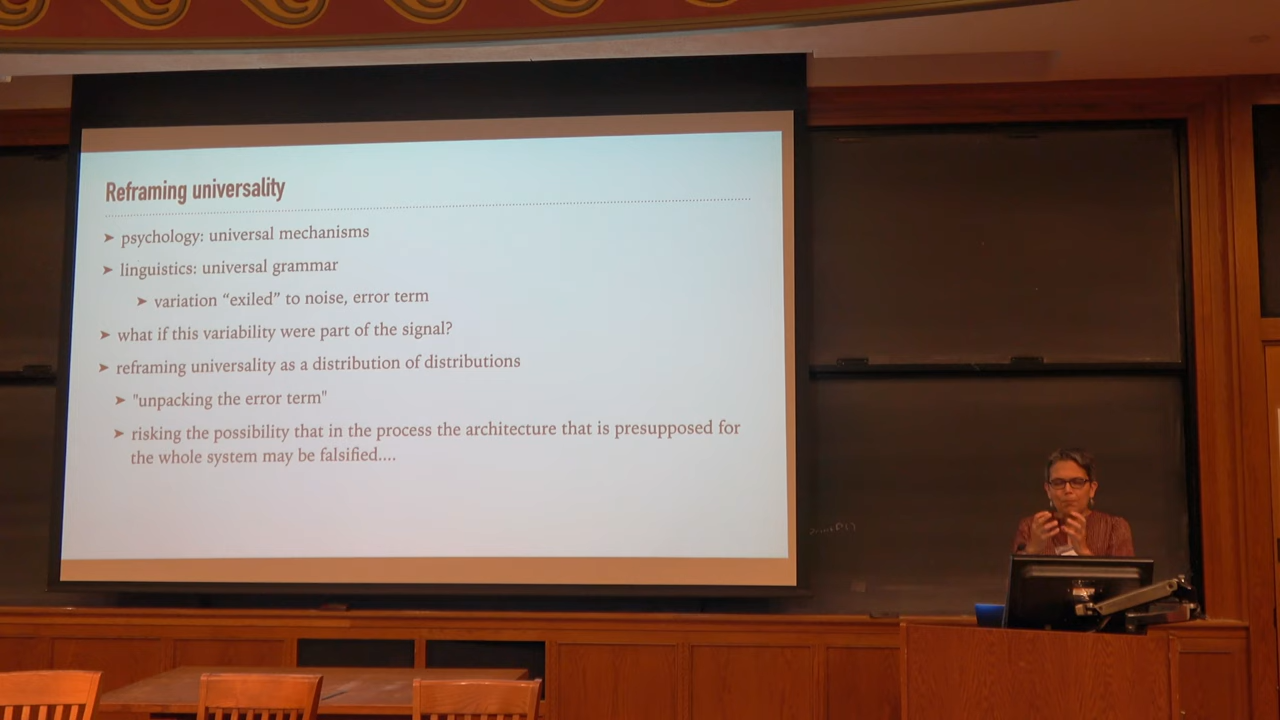 Reframing universality
➤ psychology: universal mechanisms
➤ linguistics: universal grammar
➤ variation “exiled” to noise, error term
➤ what if this variability were part of the signal?
➤ reframing universality as a distribution of distributions
➤ "unpacking the error term"
➤ risking the possibility that in the process the architecture that is presupposed for
the whole system may be falsified....